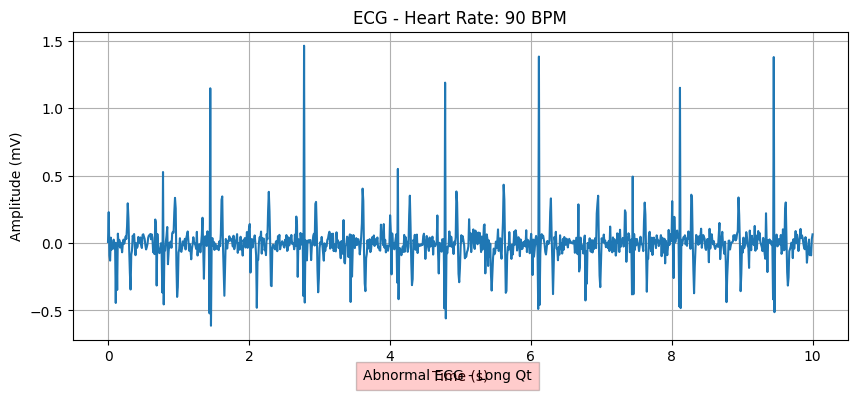 ECG - Heart Rate: 90 BPM
Amplitude (mV)
1.5
1.0
0.5
0.0
−0.5
0
2
4
6
8
10
Time (s)
Abnormal ECG - Long Qt